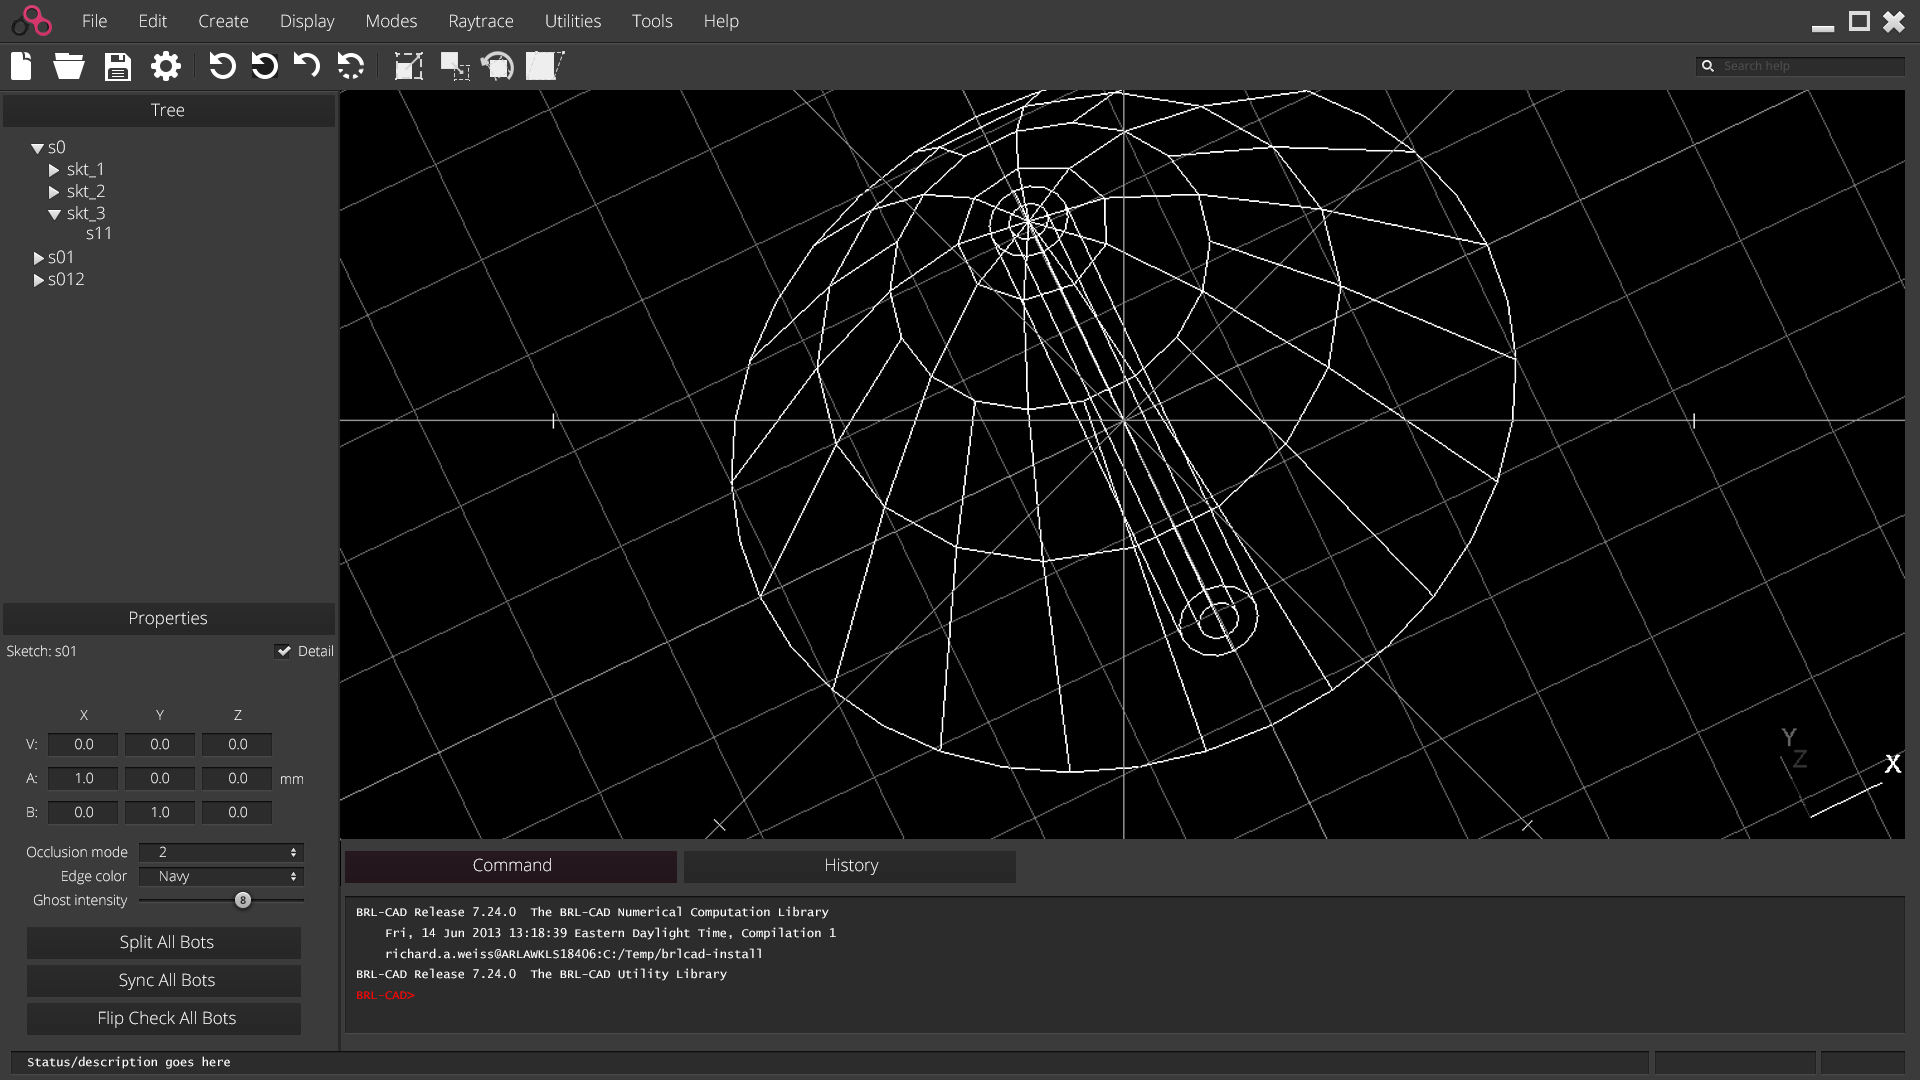 File Edit Create Display Modes Raytrace Utilities Tools Help
Search help
Tree
s0
skt_1
skt_2
skt_3
s11
s01
s012
Properties
Sketch: s01 Detail
X Y Z
V: 0.0 0.0 0.0
A: 1.0 0.0 0.0 mm
B: 0.0 1.0 0.0
Occlusion mode 2
Edge color Navy
Ghost intensity 8
Split All Bots
Sync All Bots
Flip Check All Bots
Y
Z
X
Command History
BRL-CAD Release 7.24.0 The BRL-CAD Numerical Computation Library
Fri, 14 Jun 2013 13:18:39 Eastern Daylight Time, Compilation 1
richard.a.weiss@ARLAWKLS18406:C:/Temp/brlcad-install
BRL-CAD Release 7.24.0 The BRL-CAD Utility Library
BRL-CAD>
Status/description goes here